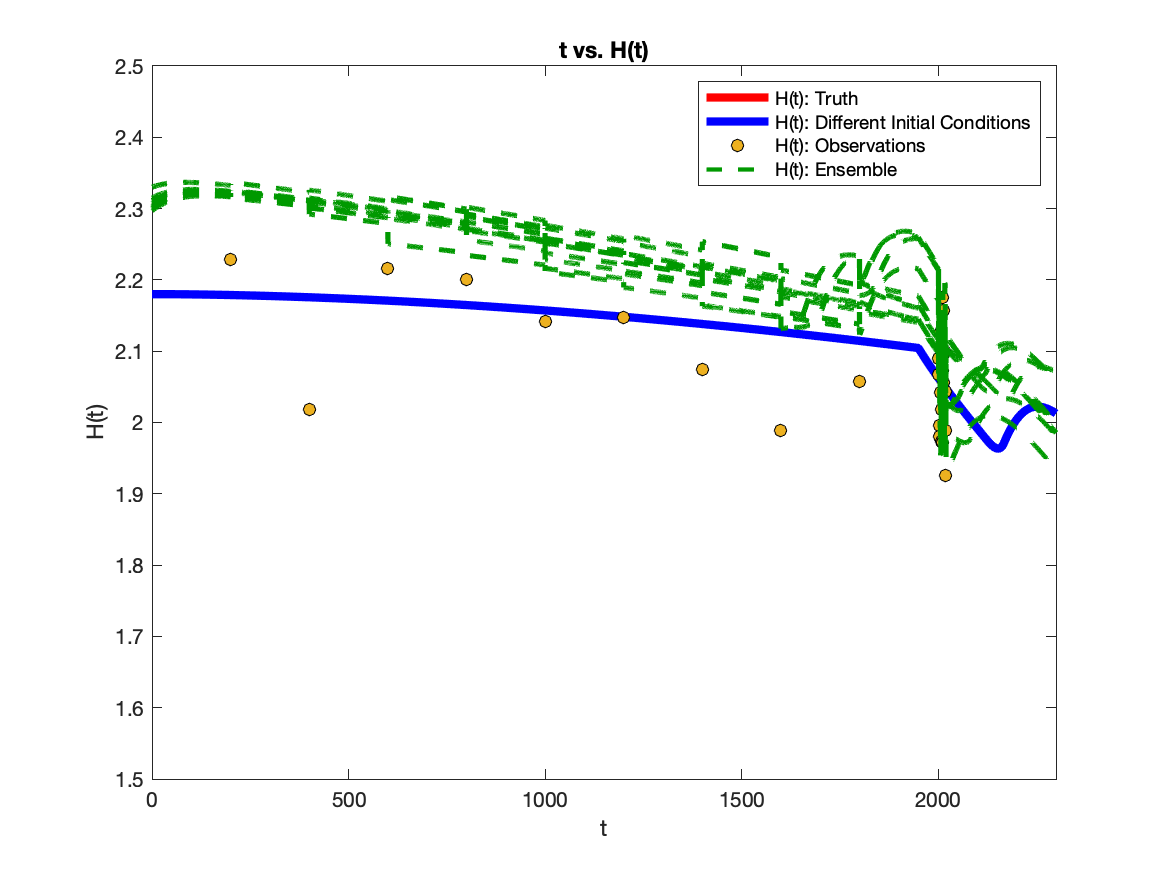 t vs. H(t)
H(t): Truth
H(t): Different Initial Conditions
H(t): Observations
H(t): Ensemble
H(t)
2.5
2.4
2.3
2.2
2.1
2
1.9
1.8
1.7
1.6
1.5
0 500 1000 1500 2000
t